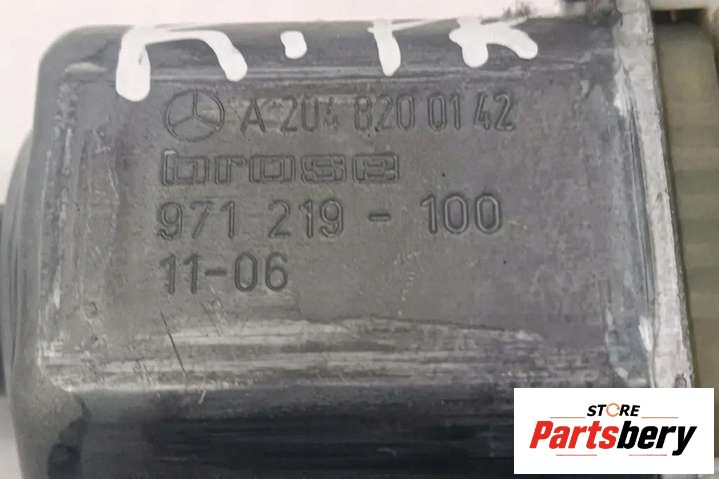 A 204 820 01 42
brose
971 219 - 100
11-06
STORE
Partsbery